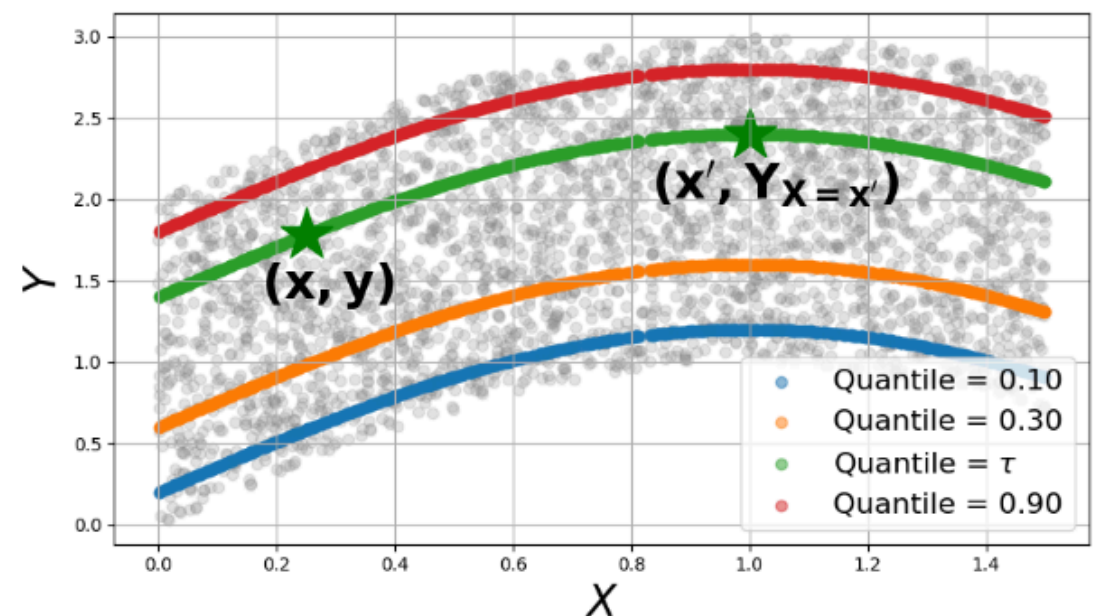 3.0
2.5
2.0
1.5
1.0
0.5
0.0
Y
(x, y)
(x′, Y_{X = x′})
Quantile = 0.10
Quantile = 0.30
Quantile = τ
Quantile = 0.90
0.0 0.2 0.4 0.6 0.8 1.0 1.2 1.4
X